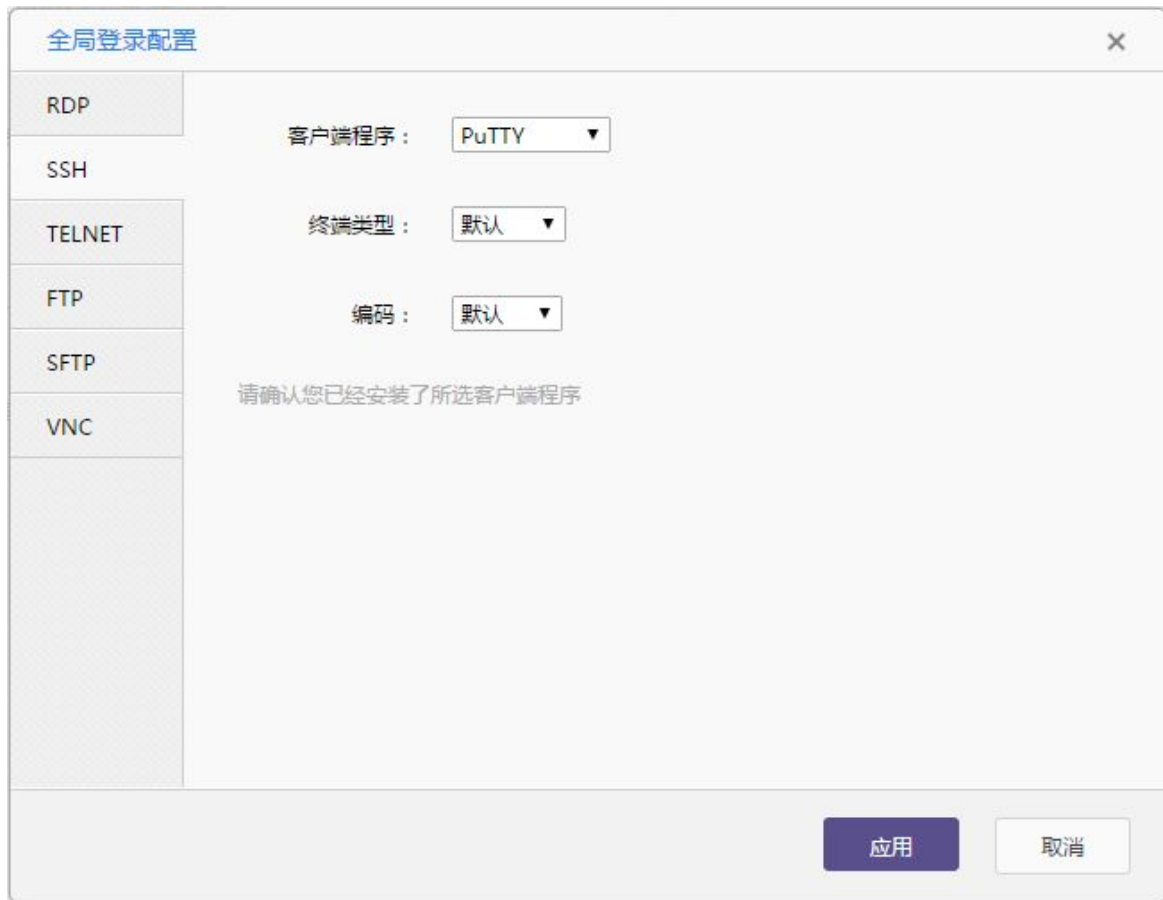 全局登录配置
×
RDP
SSH
TELNET
FTP
SFTP
VNC
客户端程序：
PuTTY
终端类型：
默认
编码：
默认
请确认您已经安装了所选客户端程序
应用
取消